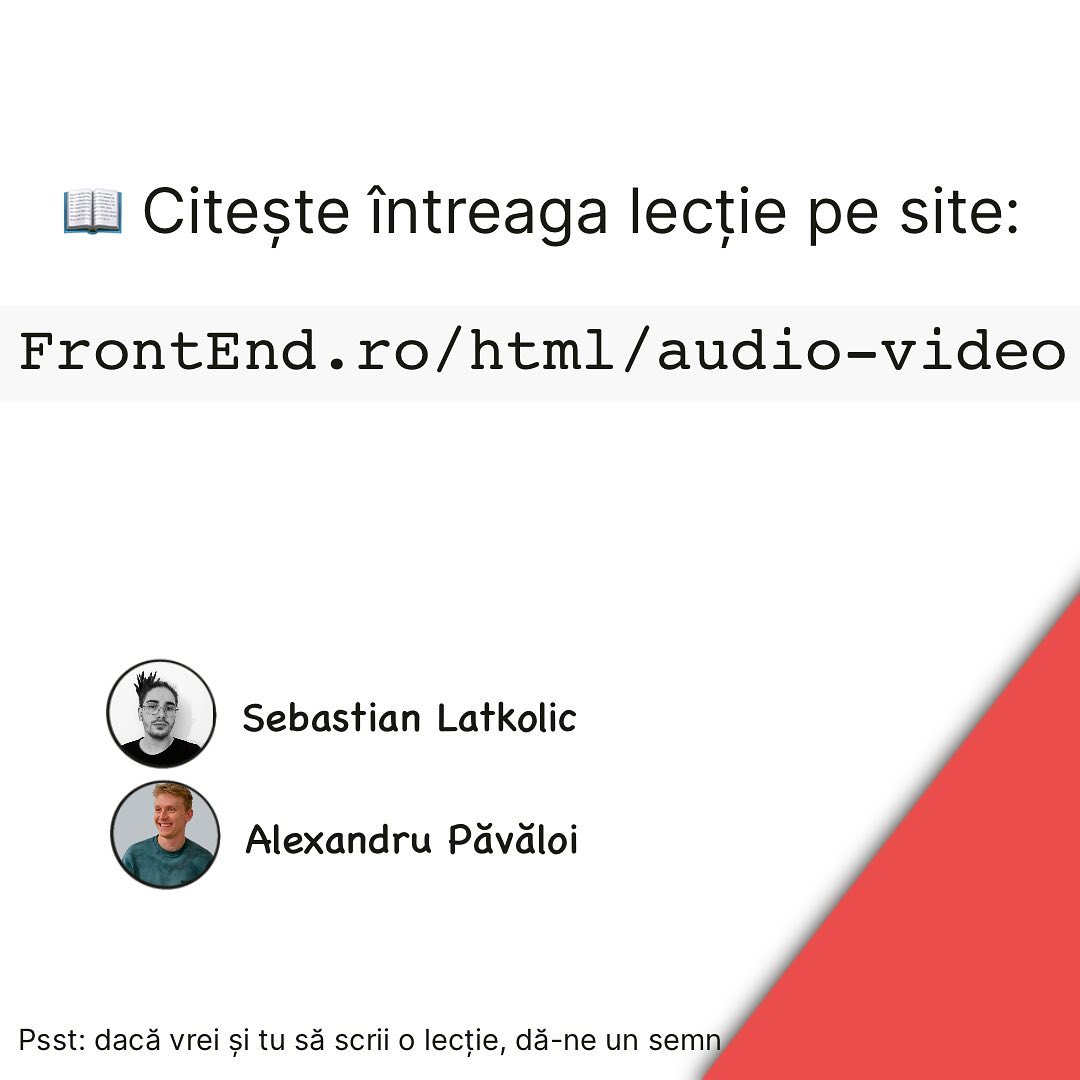 📖 Citește întreaga lecție pe site:
FrontEnd.ro/html/audio-video
Sebastian Latkolic
Alexandru Păvăloi
Psst: dacă vrei și tu să scrii o lecție, dă-ne un semn